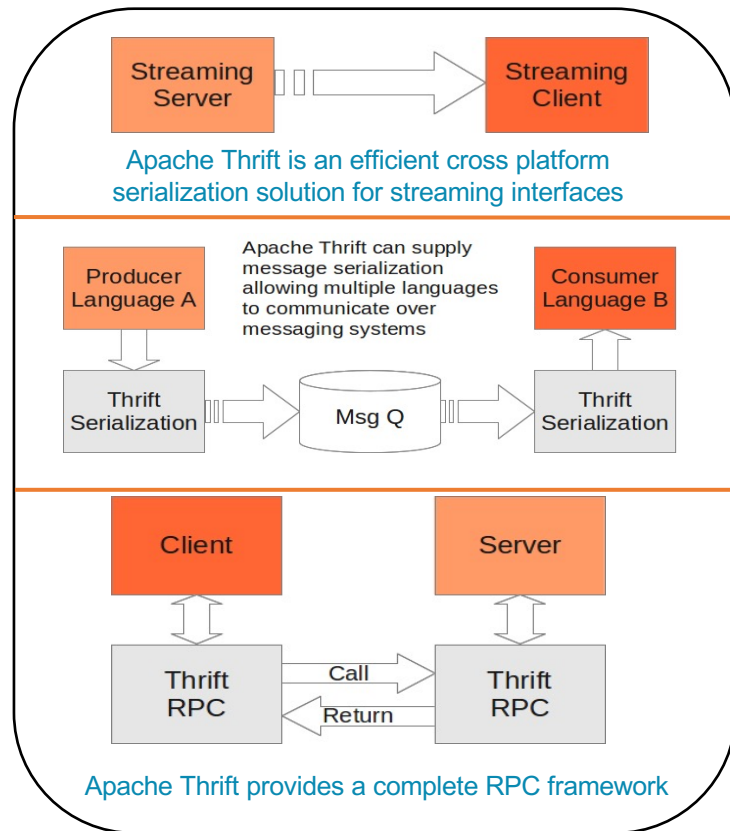 Streaming
Server
Streaming
Client
Apache Thrift is an efficient cross platform
serialization solution for streaming interfaces
Producer
Language A
Apache Thrift can supply
message serialization
allowing multiple languages
to communicate over
messaging systems
Consumer
Language B
Thrift
Serialization
Msg Q
Thrift
Serialization
Client
Server
Thrift
RPC
Call
Return
Thrift
RPC
Apache Thrift provides a complete RPC framework